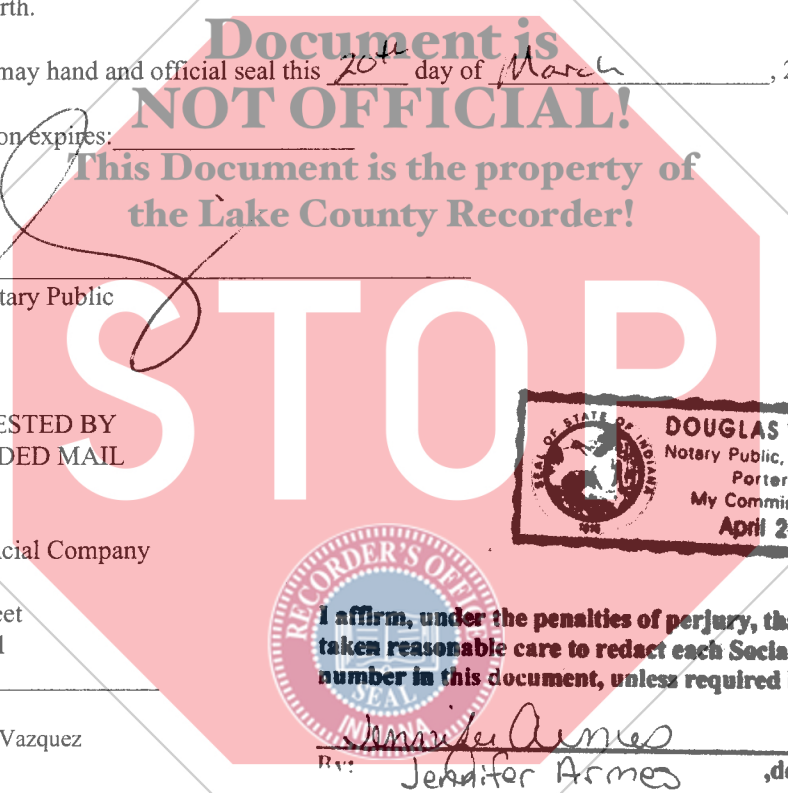 rth.
Document is
may hand and official seal this 20th day of March, 2
NOT OFFICIAL!
on expires:
This Document is the property of
the Lake County Recorder!
tary Public
STOP
ESTED BY
DED MAIL
SEAL OF STATE OF INDIANA
1816
DOUGLAS
Notary Public,
Porter
My Commi
April 2
cial Company
RECORDER'S OFFICE
SEAL
INDIANA
eet
I affirm, under the penalties of perjury, tha
taken reasonable care to redact each Socia
number in this document, unless required
Vazquez
Jennifer Armes
By: Jennifer Armes ,de